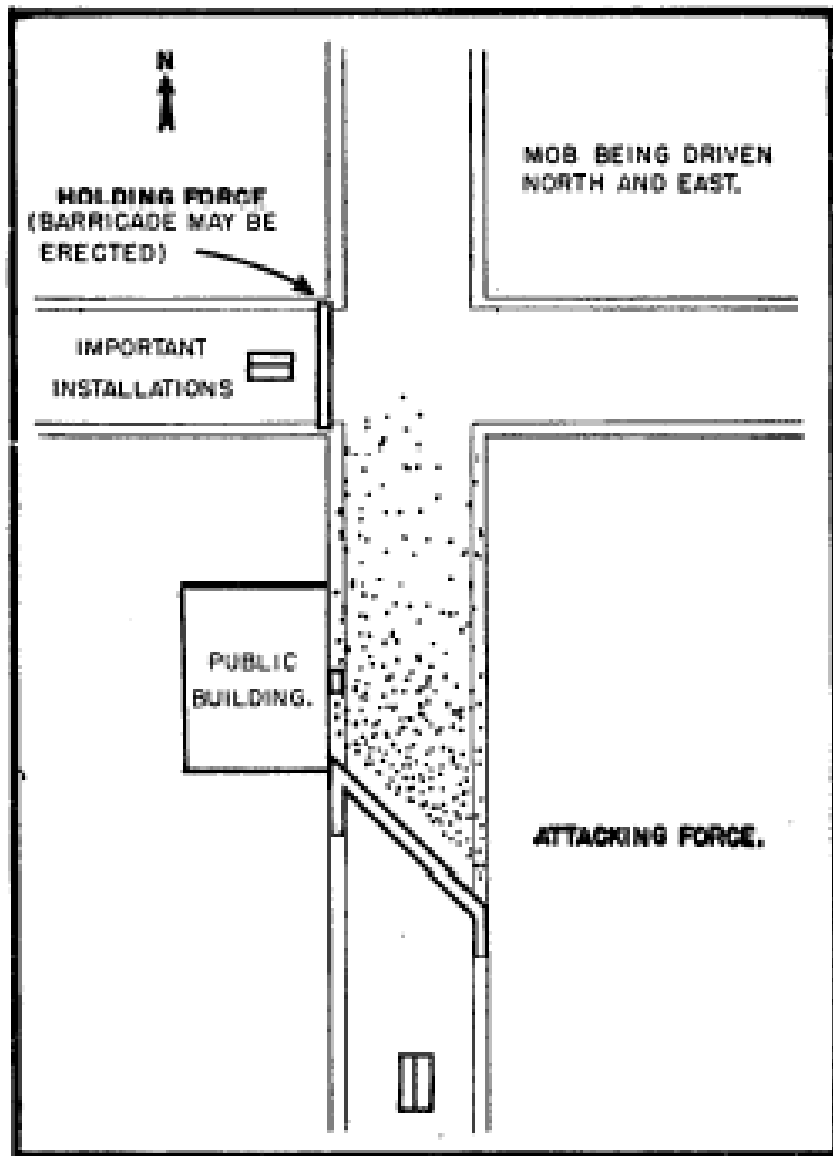 N
MOB BEING DRIVEN
NORTH AND EAST.
HOLDING FORCE
(BARRICADE MAY BE
ERECTED)
IMPORTANT
INSTALLATIONS
PUBLIC
BUILDING.
ATTACKING FORCE.